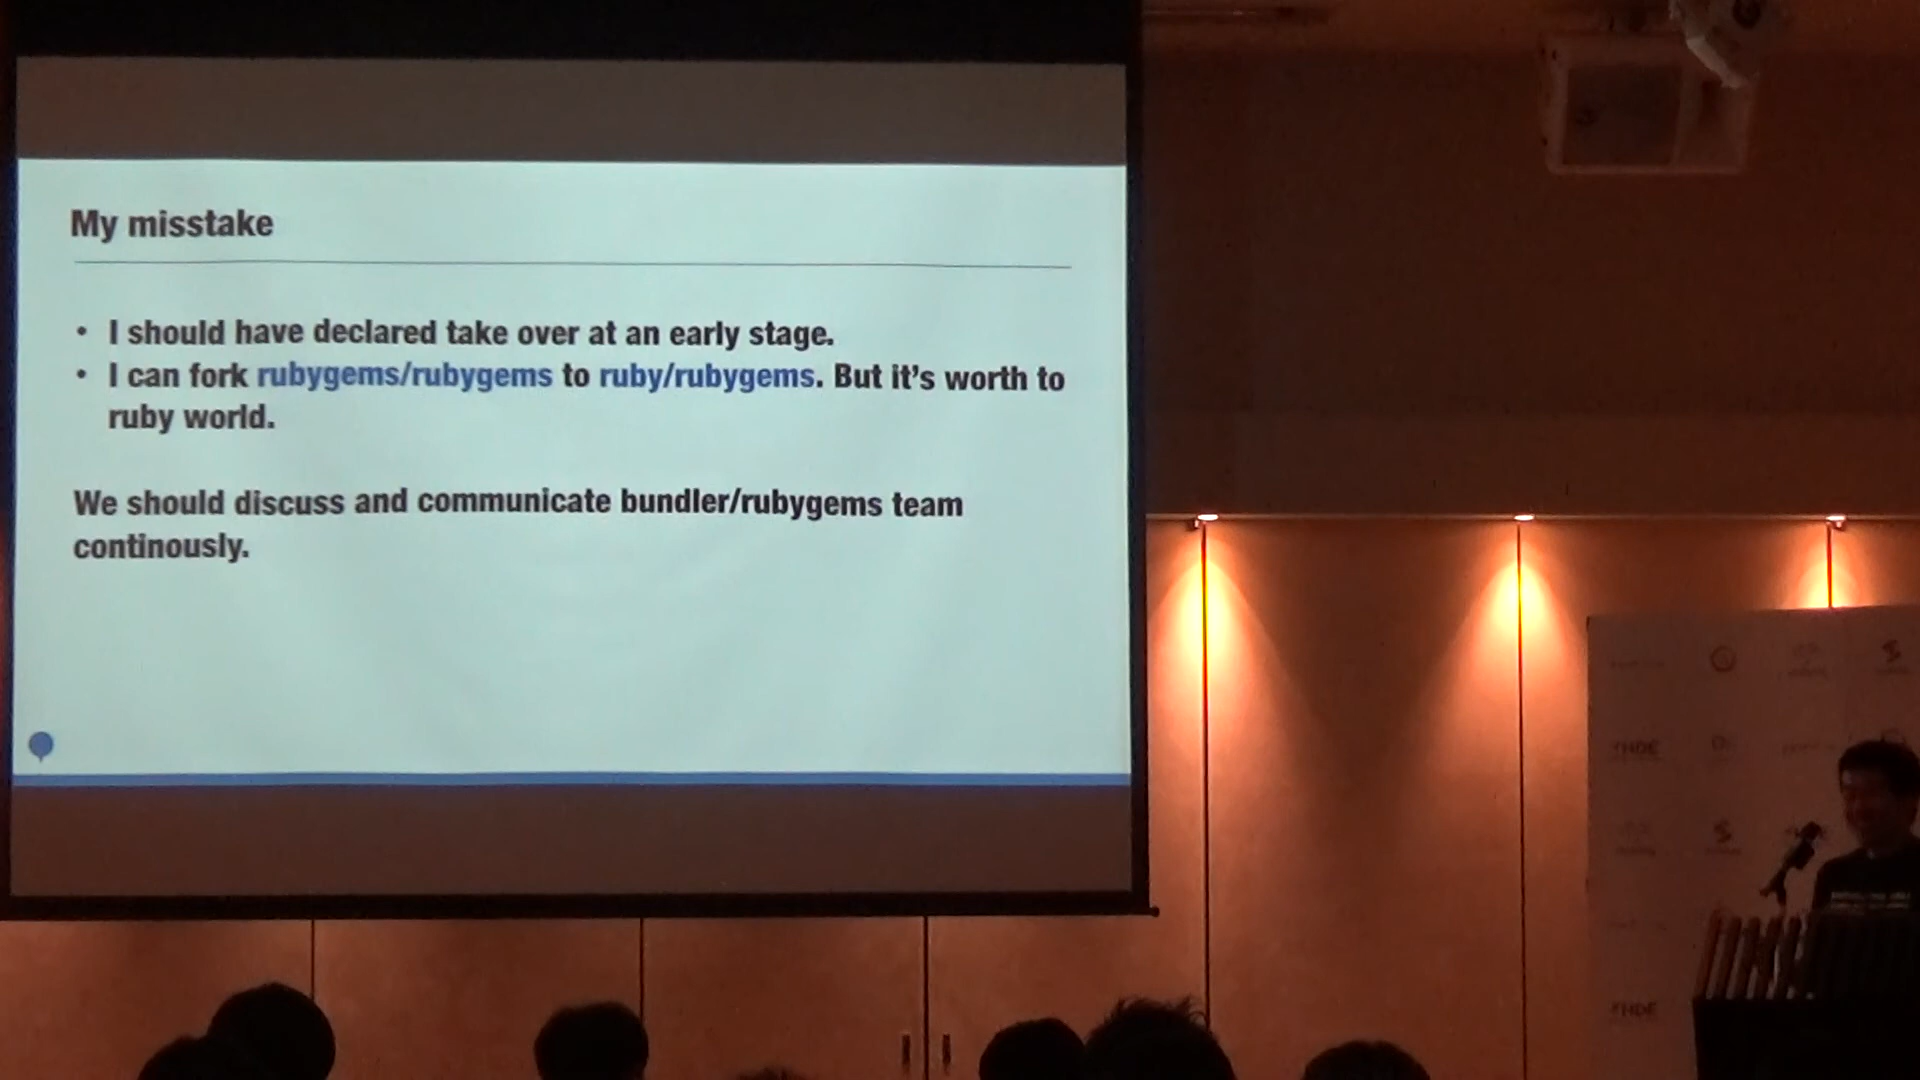 My misstake
• I should have declared take over at an early stage.
• I can fork rubygems/rubygems to ruby/rubygems. But it's worth to
ruby world.
We should discuss and communicate bundler/rubygems team
continously.